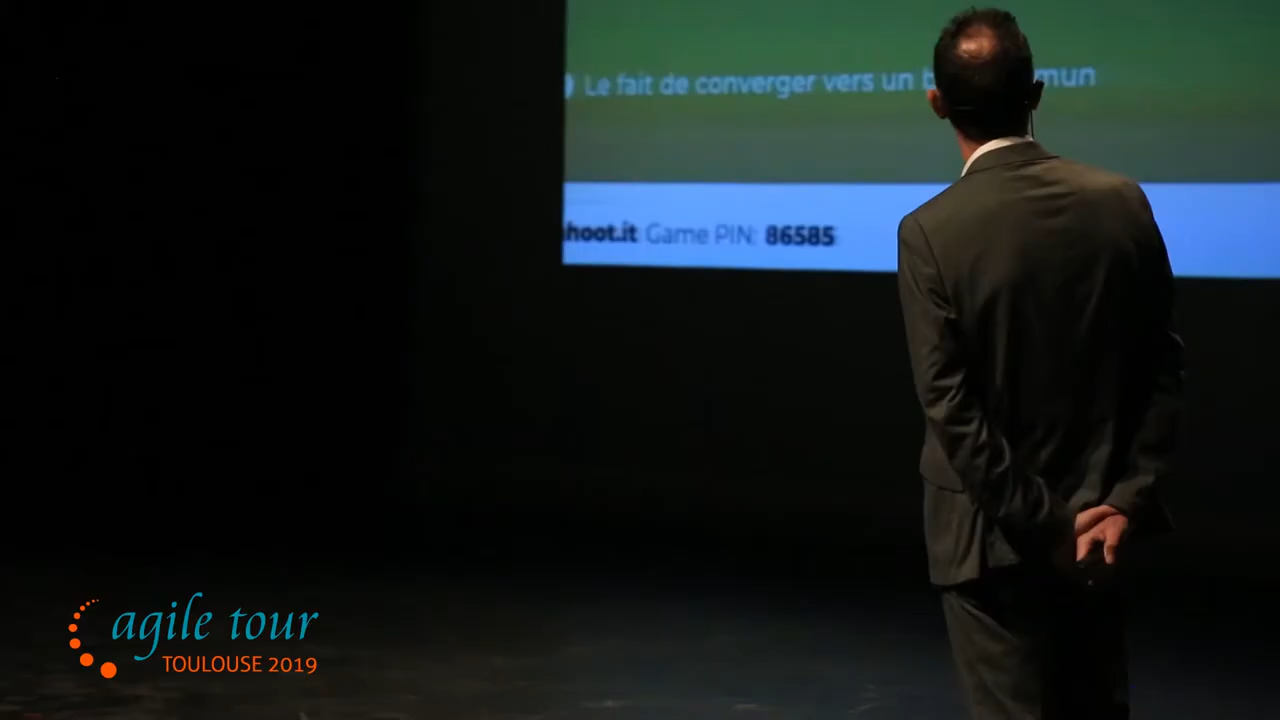 Le fait de converger vers un
hoot.it Game PIN: 86585
agile tour
TOULOUSE 2019